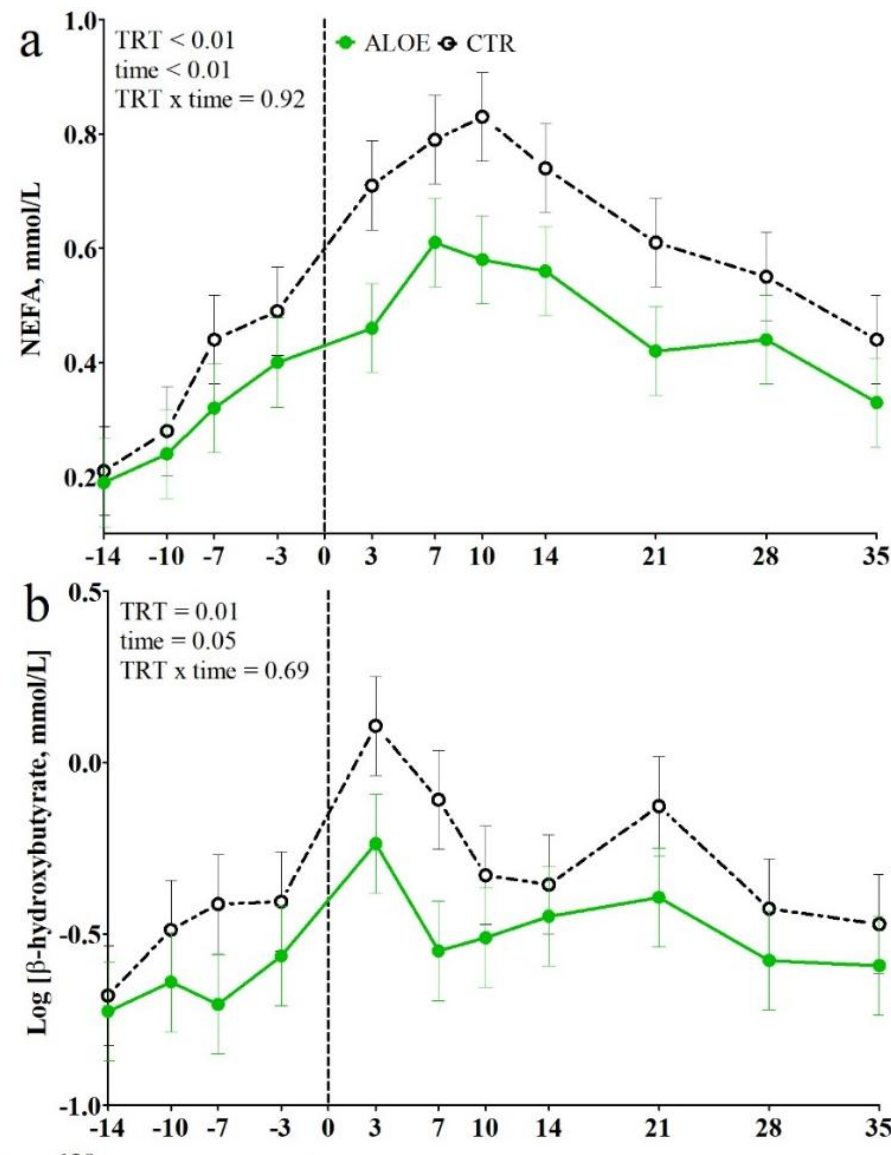 a
1.0
TRT < 0.01
time < 0.01
TRT x time = 0.92
ALOE CTR
0.8
0.6
0.4
0.2
NEFA, mmol/L
-14 -10 -7 -3 0 3 7 10 14 21 28 35
b
0.5
TRT = 0.01
time = 0.05
TRT x time = 0.69
0.0
-0.5
-1.0
Log [β-hydroxybutyrate, mmol/L]
-14 -10 -7 -3 0 3 7 10 14 21 28 35